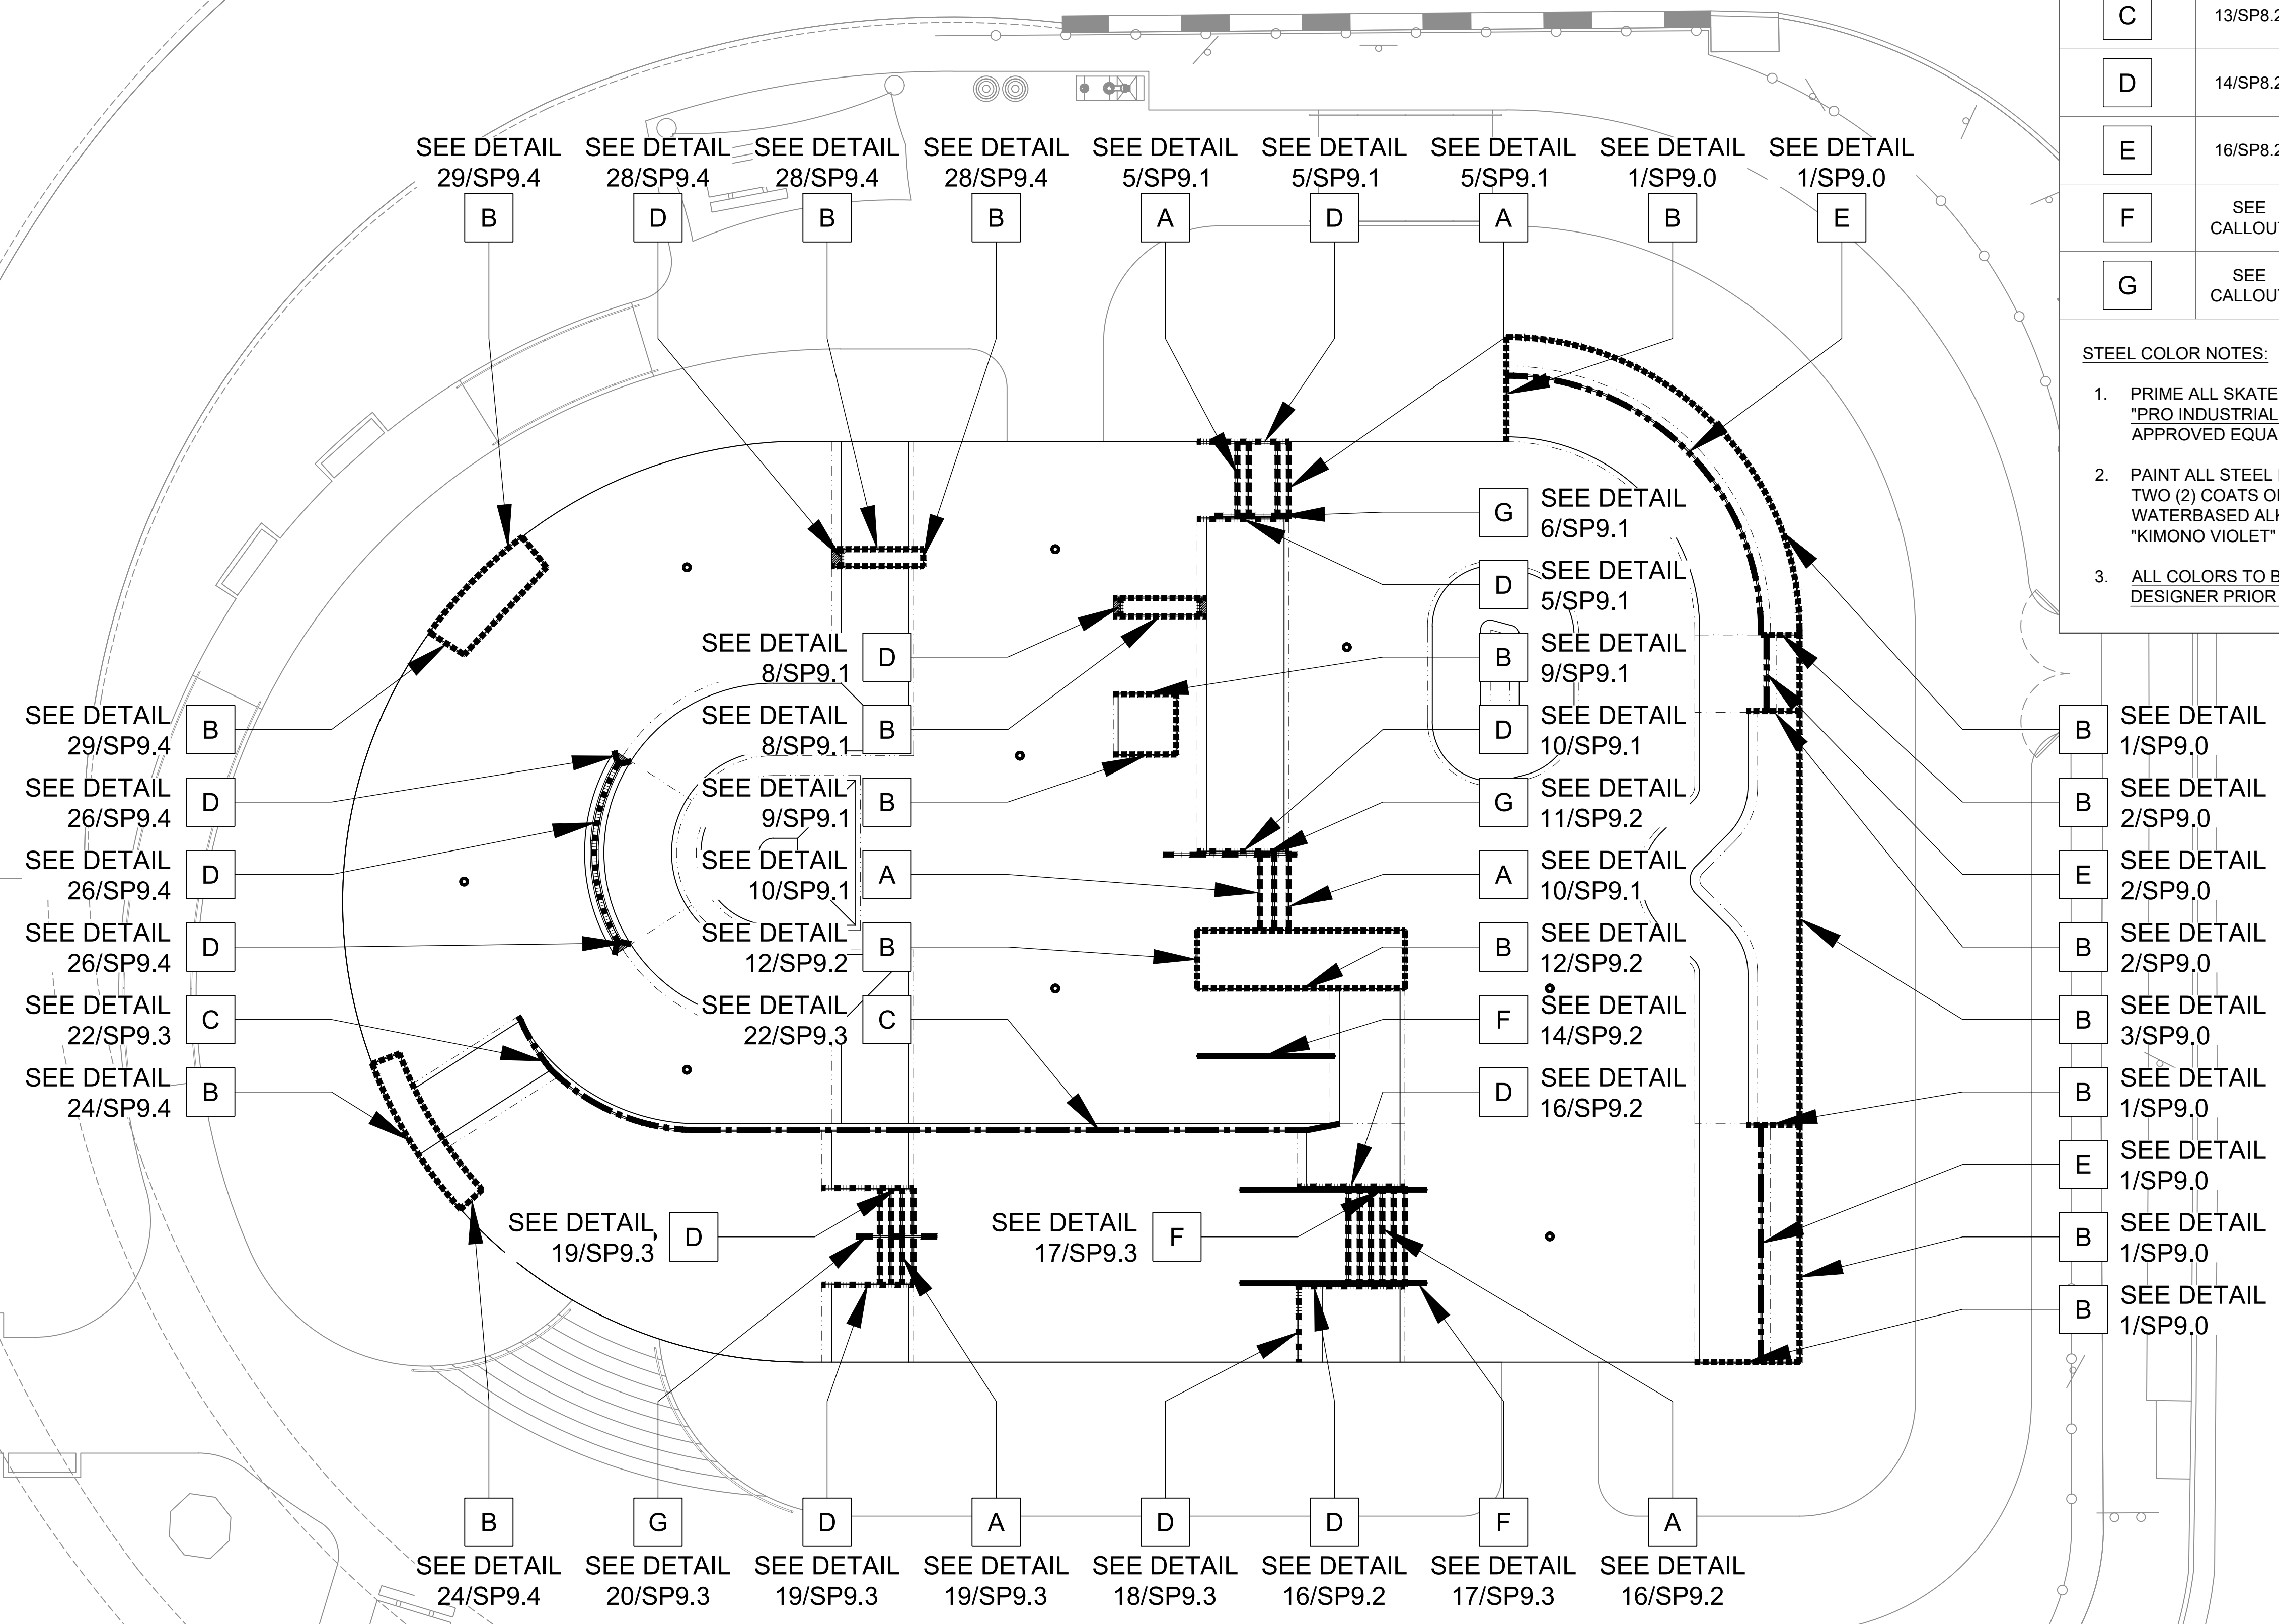 C
13/SP8.2
D
14/SP8.2
E
16/SP8.2
F
SEE
G
SEE
STEEL COLOR NOTES:
1. PRIME ALL SKATE
"PRO INDUSTRIAL
APPROVED
2. PAINT ALL STEEL
TWO (2) COATS
WATERBASED
"KIMONO VIOLET"
3. ALL COLORS TO
DESIGNER PRIOR
SEE DETAIL
29/SP9.4
B
SEE DETAIL
28/SP9.4
D
SEE DETAIL
28/SP9.4
B
SEE DETAIL
28/SP9.4
B
SEE DETAIL
5/SP9.1
A
SEE DETAIL
5/SP9.1
D
SEE DETAIL
5/SP9.1
A
SEE DETAIL
1/SP9.0
B
SEE DETAIL
1/SP9.0
E
SEE DETAIL
29/SP9.4
B
SEE DETAIL
26/SP9.4
D
SEE DETAIL
26/SP9.4
D
SEE DETAIL
26/SP9.4
D
SEE DETAIL
22/SP9.3
C
SEE DETAIL
24/SP9.4
B
SEE DETAIL
8/SP9.1
D
SEE DETAIL
8/SP9.1
B
SEE DETAIL
9/SP9.1
B
SEE DETAIL
10/SP9.1
A
SEE DETAIL
12/SP9.2
B
SEE DETAIL
22/SP9.3
C
G
SEE DETAIL
6/SP9.1
D
SEE DETAIL
5/SP9.1
B
SEE DETAIL
9/SP9.1
D
SEE DETAIL
10/SP9.1
G
SEE DETAIL
11/SP9.2
A
SEE DETAIL
10/SP9.1
B
SEE DETAIL
12/SP9.2
F
SEE DETAIL
14/SP9.2
D
SEE DETAIL
16/SP9.2
SEE DETAIL
19/SP9.3
D
SEE DETAIL
17/SP9.3
F
B
SEE DETAIL
1/SP9.0
B
SEE DETAIL
2/SP9.0
E
SEE DETAIL
2/SP9.0
B
SEE DETAIL
2/SP9.0
B
SEE DETAIL
3/SP9.0
B
SEE DETAIL
1/SP9.0
E
SEE DETAIL
1/SP9.0
B
SEE DETAIL
1/SP9.0
B
SEE DETAIL
1/SP9.0
B
SEE DETAIL
24/SP9.4
G
SEE DETAIL
20/SP9.3
D
SEE DETAIL
19/SP9.3
A
SEE DETAIL
19/SP9.3
D
SEE DETAIL
18/SP9.3
D
SEE DETAIL
16/SP9.2
F
SEE DETAIL
17/SP9.3
A
SEE DETAIL
16/SP9.2